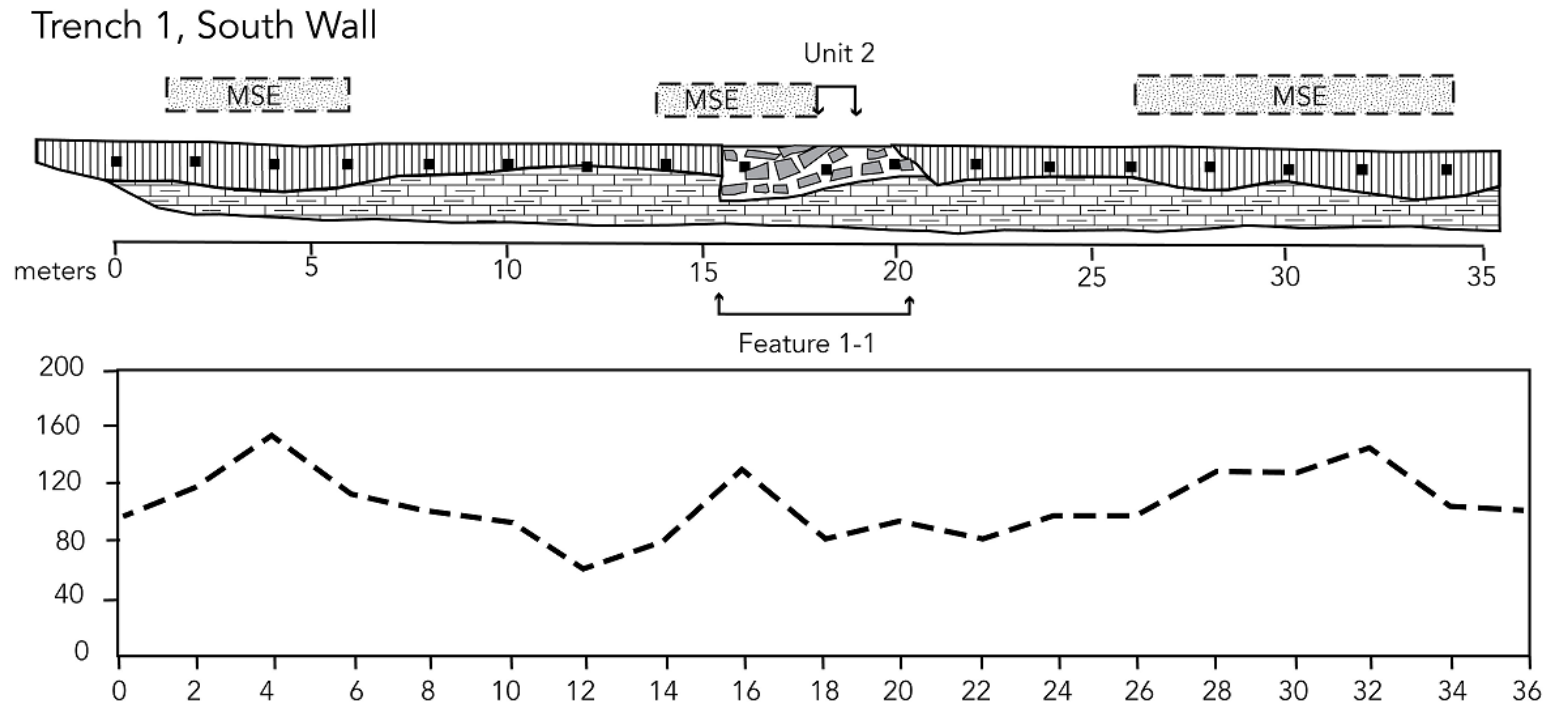 Trench 1, South Wall
Unit 2
MSE MSE MSE
meters 0 5 10 15 20 25 30 35
Feature 1-1
200
160
120
80
40
0
0 2 4 6 8 10 12 14 16 18 20 22 24 26 28 30 32 34 36